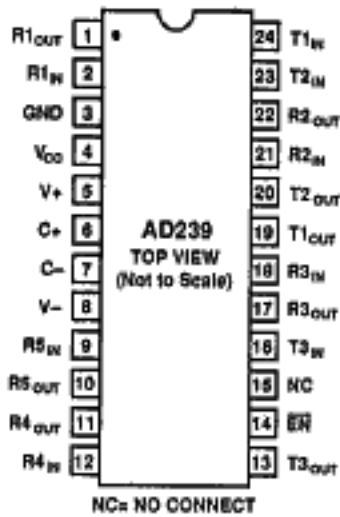 R1OUT 1 24 T1IN
R1IN 2 23 T2IN
GND 3 22 R2OUT
VCC 4 21 R2IN
V+ 5 20 T2OUT
C+ 6 19 T1OUT
C– 7 18 R3IN
V– 8 17 R3OUT
R5IN 9 16 T3IN
R5OUT 10 15 NC
R4OUT 11 14 EN
R4IN 12 13 T3OUT
AD239
TOP VIEW
(Not to Scale)
NC= NO CONNECT